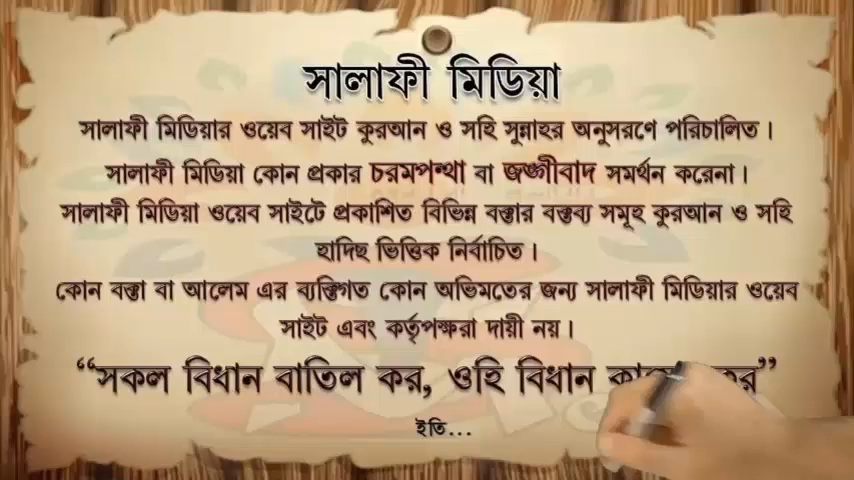 সালাফী মিডিয়া
সালাফী মিডিয়ার ওয়েব সাইট কুরআন ও সহি সুন্নাহর অনুসরণে পরিচালিত।
সালাফী মিডিয়া কোন প্রকার চরমপন্থা বা জঙ্গীবাদ সমর্থন করেনা।
সালাফী মিডিয়া ওয়েব সাইটে প্রকাশিত বিভিন্ন বক্তার বক্তব্য সমূহ কুরআন ও সহি
হাদিছ ভিত্তিক নির্বাচিত।
কোন বক্তা বা আলেম এর ব্যক্তিগত কোন অভিমতের জন্য সালাফী মিডিয়ার ওয়েব
সাইট এবং কর্তৃপক্ষরা দায়ী নয়।
“সকল বিধান বাতিল কর, ওহি বিধান কর”
ইতি...